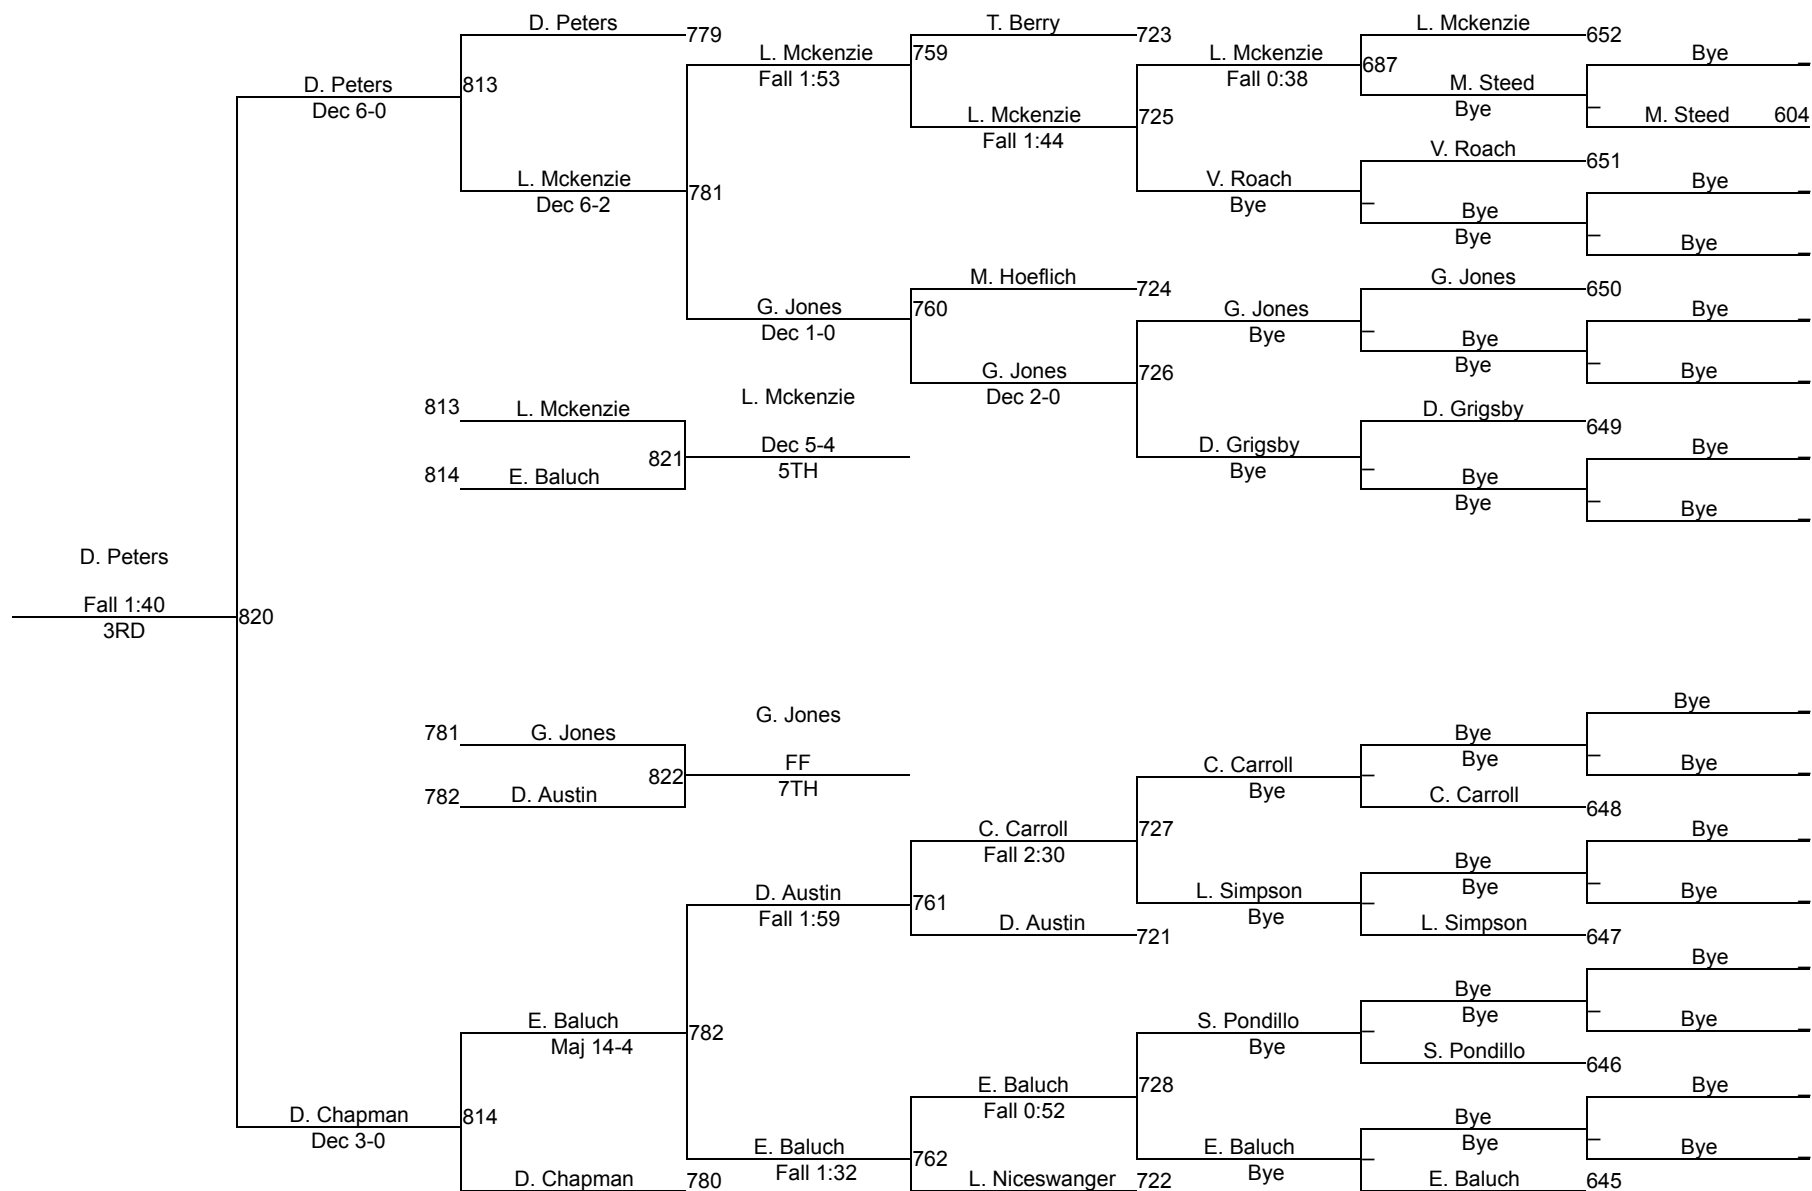 D. Peters 779 T. Berry 723 L. Mckenzie 652
L. Mckenzie 759 L. Mckenzie 687 Bye
Fall 1:53 Fall 0:38
D. Peters 813 M. Steed
Dec 6-0 Bye
L. Mckenzie 725 M. Steed 604
Fall 1:44
V. Roach 651
L. Mckenzie 781 V. Roach Bye
Dec 6-2 Bye
Bye
Bye Bye
M. Hoeflich 724 G. Jones 650
G. Jones 760 G. Jones Bye
Dec 1-0 Bye
Bye
Bye
G. Jones 726 Bye
Dec 2-0
L. Mckenzie
813 L. Mckenzie D. Grigsby 649
821 Dec 5-4 D. Grigsby Bye
5TH Bye
814 E. Baluch Bye
Bye Bye
D. Peters
Fall 1:40
3RD 820
Bye
G. Jones
781 G. Jones Bye
Bye
822 FF C. Carroll Bye
7TH Bye
782 D. Austin C. Carroll 648
C. Carroll 727 Bye
Fall 2:30
Bye
Bye
D. Austin 761 L. Simpson Bye
Fall 1:59 Bye
D. Austin 721 L. Simpson 647
Bye
Bye
Bye
E. Baluch 782 S. Pondillo Bye
Maj 14-4 Bye
S. Pondillo 646
E. Baluch 728 Bye
Fall 0:52
D. Chapman 814 Bye
Dec 3-0 Bye
E. Baluch 762 E. Baluch Bye
Fall 1:32 Bye
D. Chapman 780 L. Niceswanger 722 E. Baluch 645